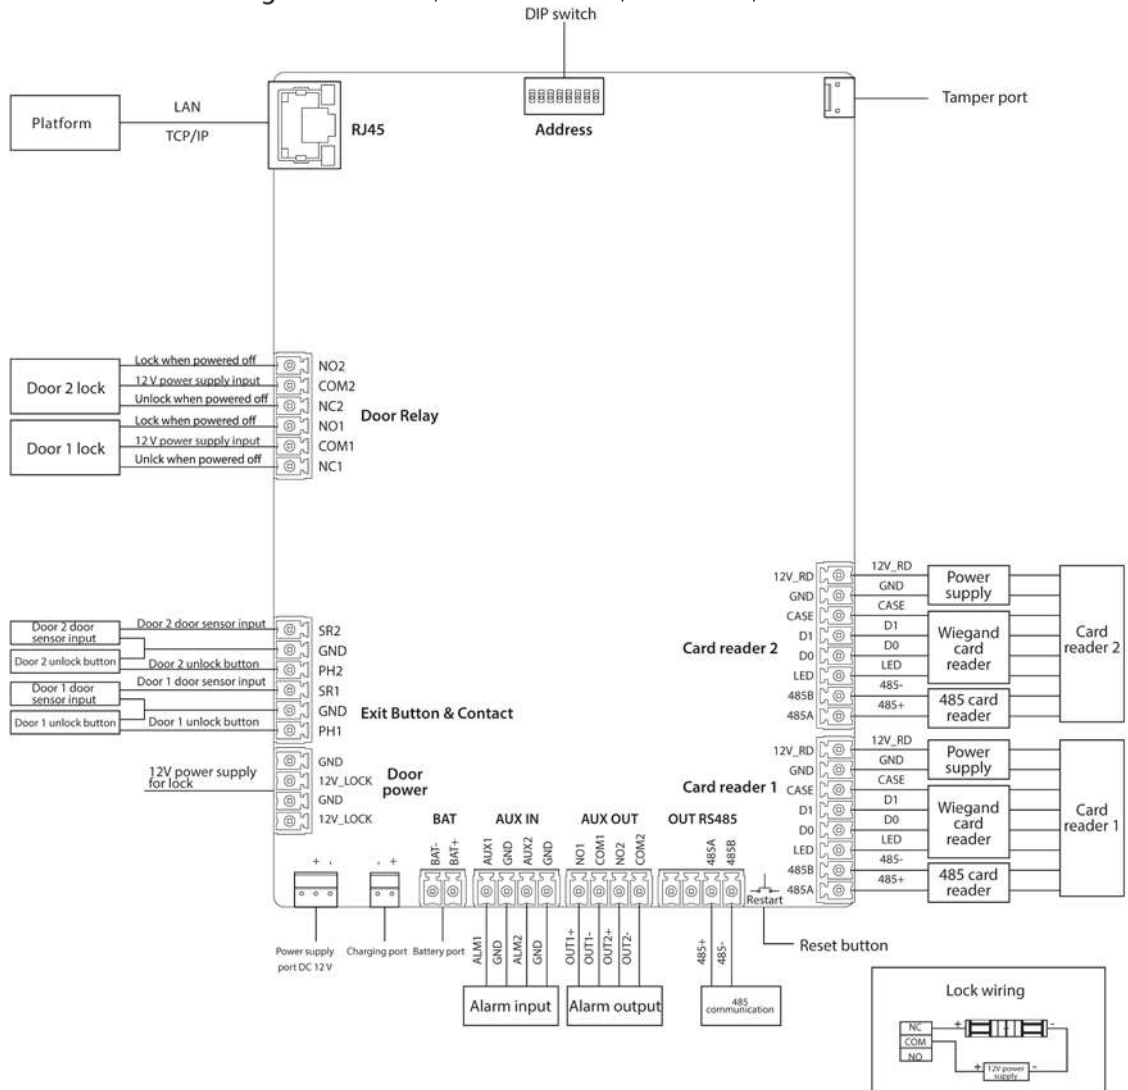 DIP switch
Platform
LAN
TCP/IP
RJ45
Address
Tamper port
Door 2 lock
Lock when powered off
12 V power supply input
Unlock when powered off
NO2
COM2
NC2
Door 1 lock
Lock when powered off
12 V power supply input
Unlck when powered off
NO1
COM1
NC1
Door Relay
Door 2 door
sensor input
Door 2 door sensor input
SR2
GND
Door 2 unlock button
Door 2 unlock button
PH2
Door 1 door
sensor input
Door 1 door sensor input
SR1
GND
Door 1 unlock button
Door 1 unlock button
PH1
Exit Button & Contact
12V power supply
for lock
GND
12V_LOCK
GND
12V_LOCK
Door
power
Card reader 2
12V_RD
GND
CASE
D1
D0
LED
485B
485A
12V_RD
GND
CASE
D1
D0
LED
485-
485+
Power
supply
Wiegand
card
reader
485 card
reader
Card
reader 2
Card reader 1
12V_RD
GND
CASE
D1
D0
LED
485B
485A
12V_RD
GND
CASE
D1
D0
LED
485-
485+
Power
supply
Wiegand
card
reader
485 card
reader
Card
reader 1
BAT
AUX IN
AUX OUT
OUT RS485
BAT-
BAT+
AUX1
GND
AUX2
GND
NO1
COM1
NO2
COM2
485A
485B
+ -
- +
Restart
Reset button
Power supply
port DC 12 V
Charging port
Battery port
ALM1
GND
ALM2
GND
OUT1+
OUT1-
OUT2+
OUT2-
485+
485-
Alarm input
Alarm output
485
communication
Lock wiring
NC
COM
NO
+ -
+ -
12V power
supply